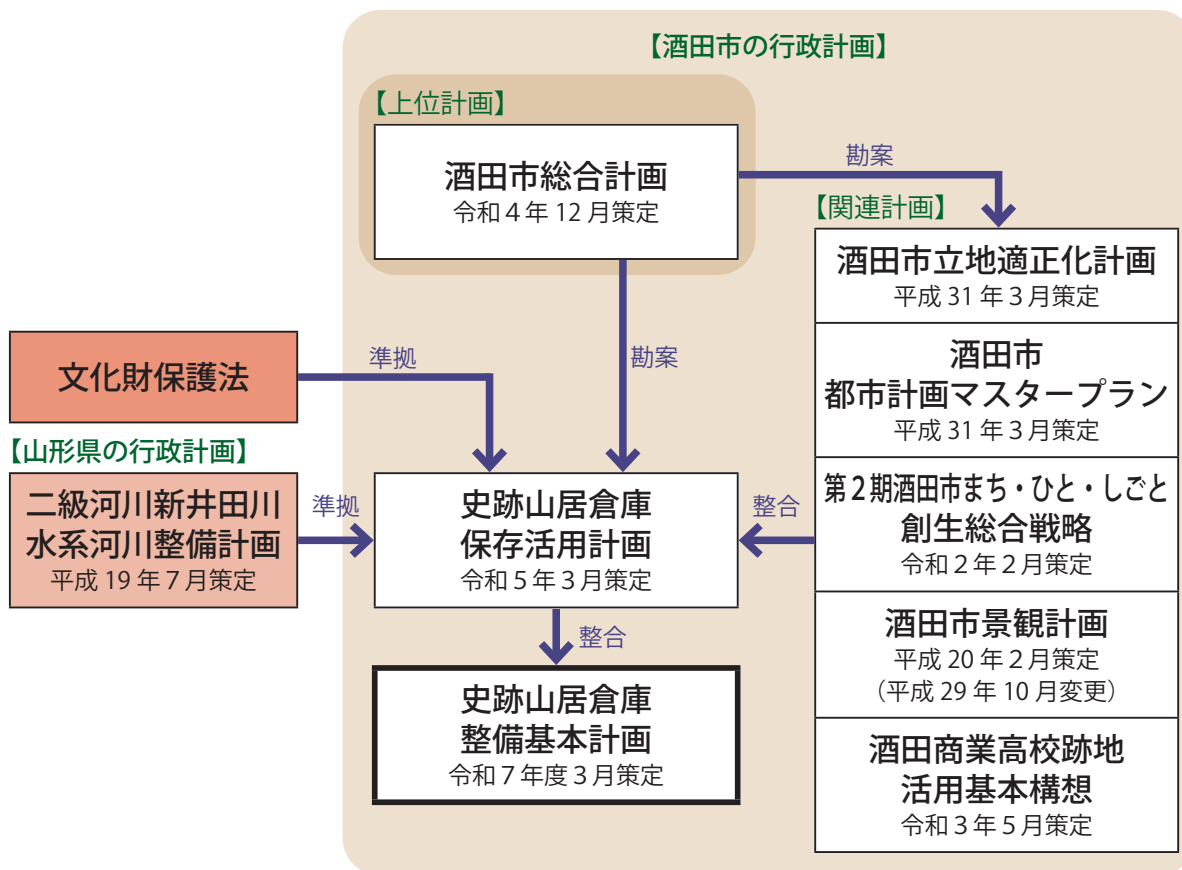 【酒田市の行政計画】
【上位計画】
酒田市総合計画
令和4年12月策定
勘案
【関連計画】
酒田市立地適正化計画
平成31年3月策定
酒田市
都市計画マスタープラン
平成31年3月策定
第2期酒田市まち・ひと・しごと
創生総合戦略
令和2年2月策定
酒田市景観計画
平成20年2月策定
（平成29年10月変更）
酒田商業高校跡地
活用基本構想
令和3年5月策定
文化財保護法
準拠
勘案
【山形県の行政計画】
二級河川新井田川
水系河川整備計画
平成19年7月策定
準拠
史跡山居倉庫
保存活用計画
令和5年3月策定
整合
整合
史跡山居倉庫
整備基本計画
令和7年度3月策定